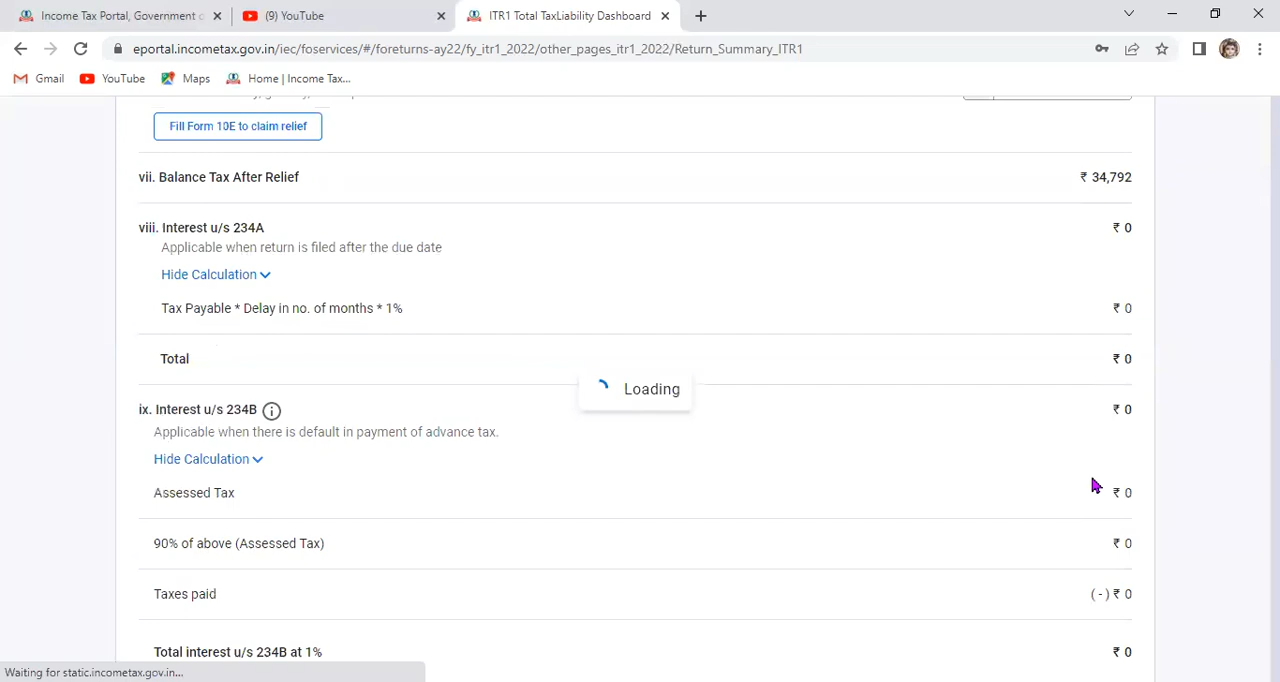 Income Tax Portal, Government o
(9) YouTube
ITR1 Total TaxLiability Dashboard
eportal.incometax.gov.in/iec/foservices/#/foreturns-ay22/fy_itr1_2022/other_pages_itr1_2022/Return_Summary_ITR1
Gmail
YouTube
Maps
Home | Income Tax...
Fill Form 10E to claim relief
vii. Balance Tax After Relief ₹ 34,792
viii. Interest u/s 234A ₹ 0
Applicable when return is filed after the due date
Hide Calculation
Tax Payable * Delay in no. of months * 1% ₹ 0
Total ₹ 0
Loading
ix. Interest u/s 234B ₹ 0
Applicable when there is default in payment of advance tax.
Hide Calculation
Assessed Tax ₹ 0
90% of above (Assessed Tax) ₹ 0
Taxes paid (-) ₹ 0
Total interest u/s 234B at 1% ₹ 0
Waiting for static.incometax.gov.in...